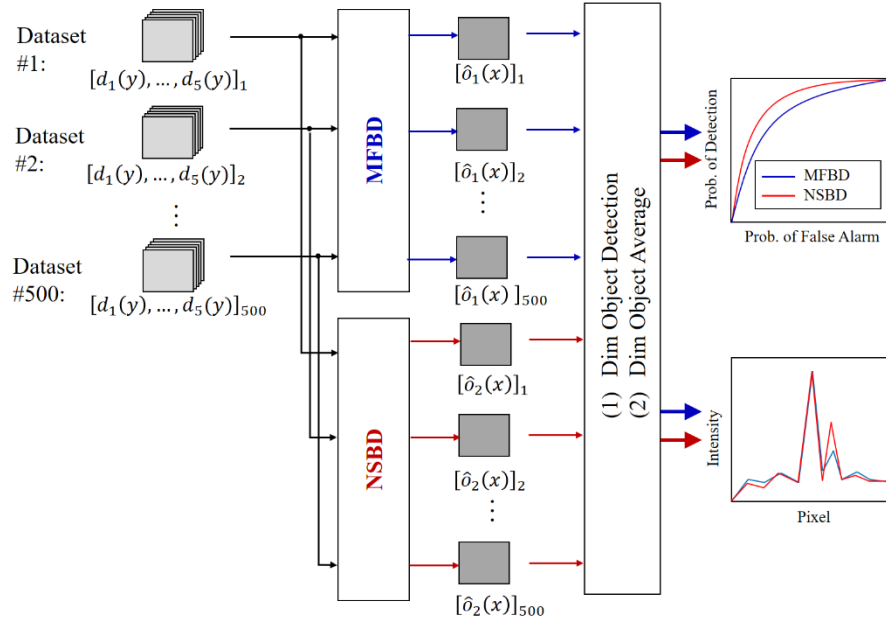 Dataset
#1:
[d₁(y), … , d₅(y)]₁
Dataset
#2:
[d₁(y), … , d₅(y)]₂
⋮
Dataset
#500:
[d₁(y), … , d₅(y)]₅₀₀
MFBD
NSBD
[ô₁(x)]₁
[ô₁(x)]₂
⋮
[ô₁(x) ]₅₀₀
[ô₂(x)]₁
[ô₂(x)]₂
⋮
[ô₂(x)]₅₀₀
(1) Dim Object Detection
(2) Dim Object Average
Prob. of Detection
MFBD
NSBD
Prob. of False Alarm
Intensity
Pixel